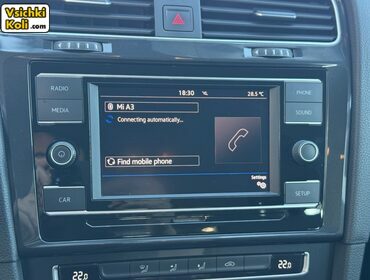 Vsichki
Koli .com
RADIO
MEDIA
CAR
18:30
28.5°C
Mi A3
Connecting automatically...
Find mobile phone
Settings
PHONE
SOUND
SETUP
22.0
22.0